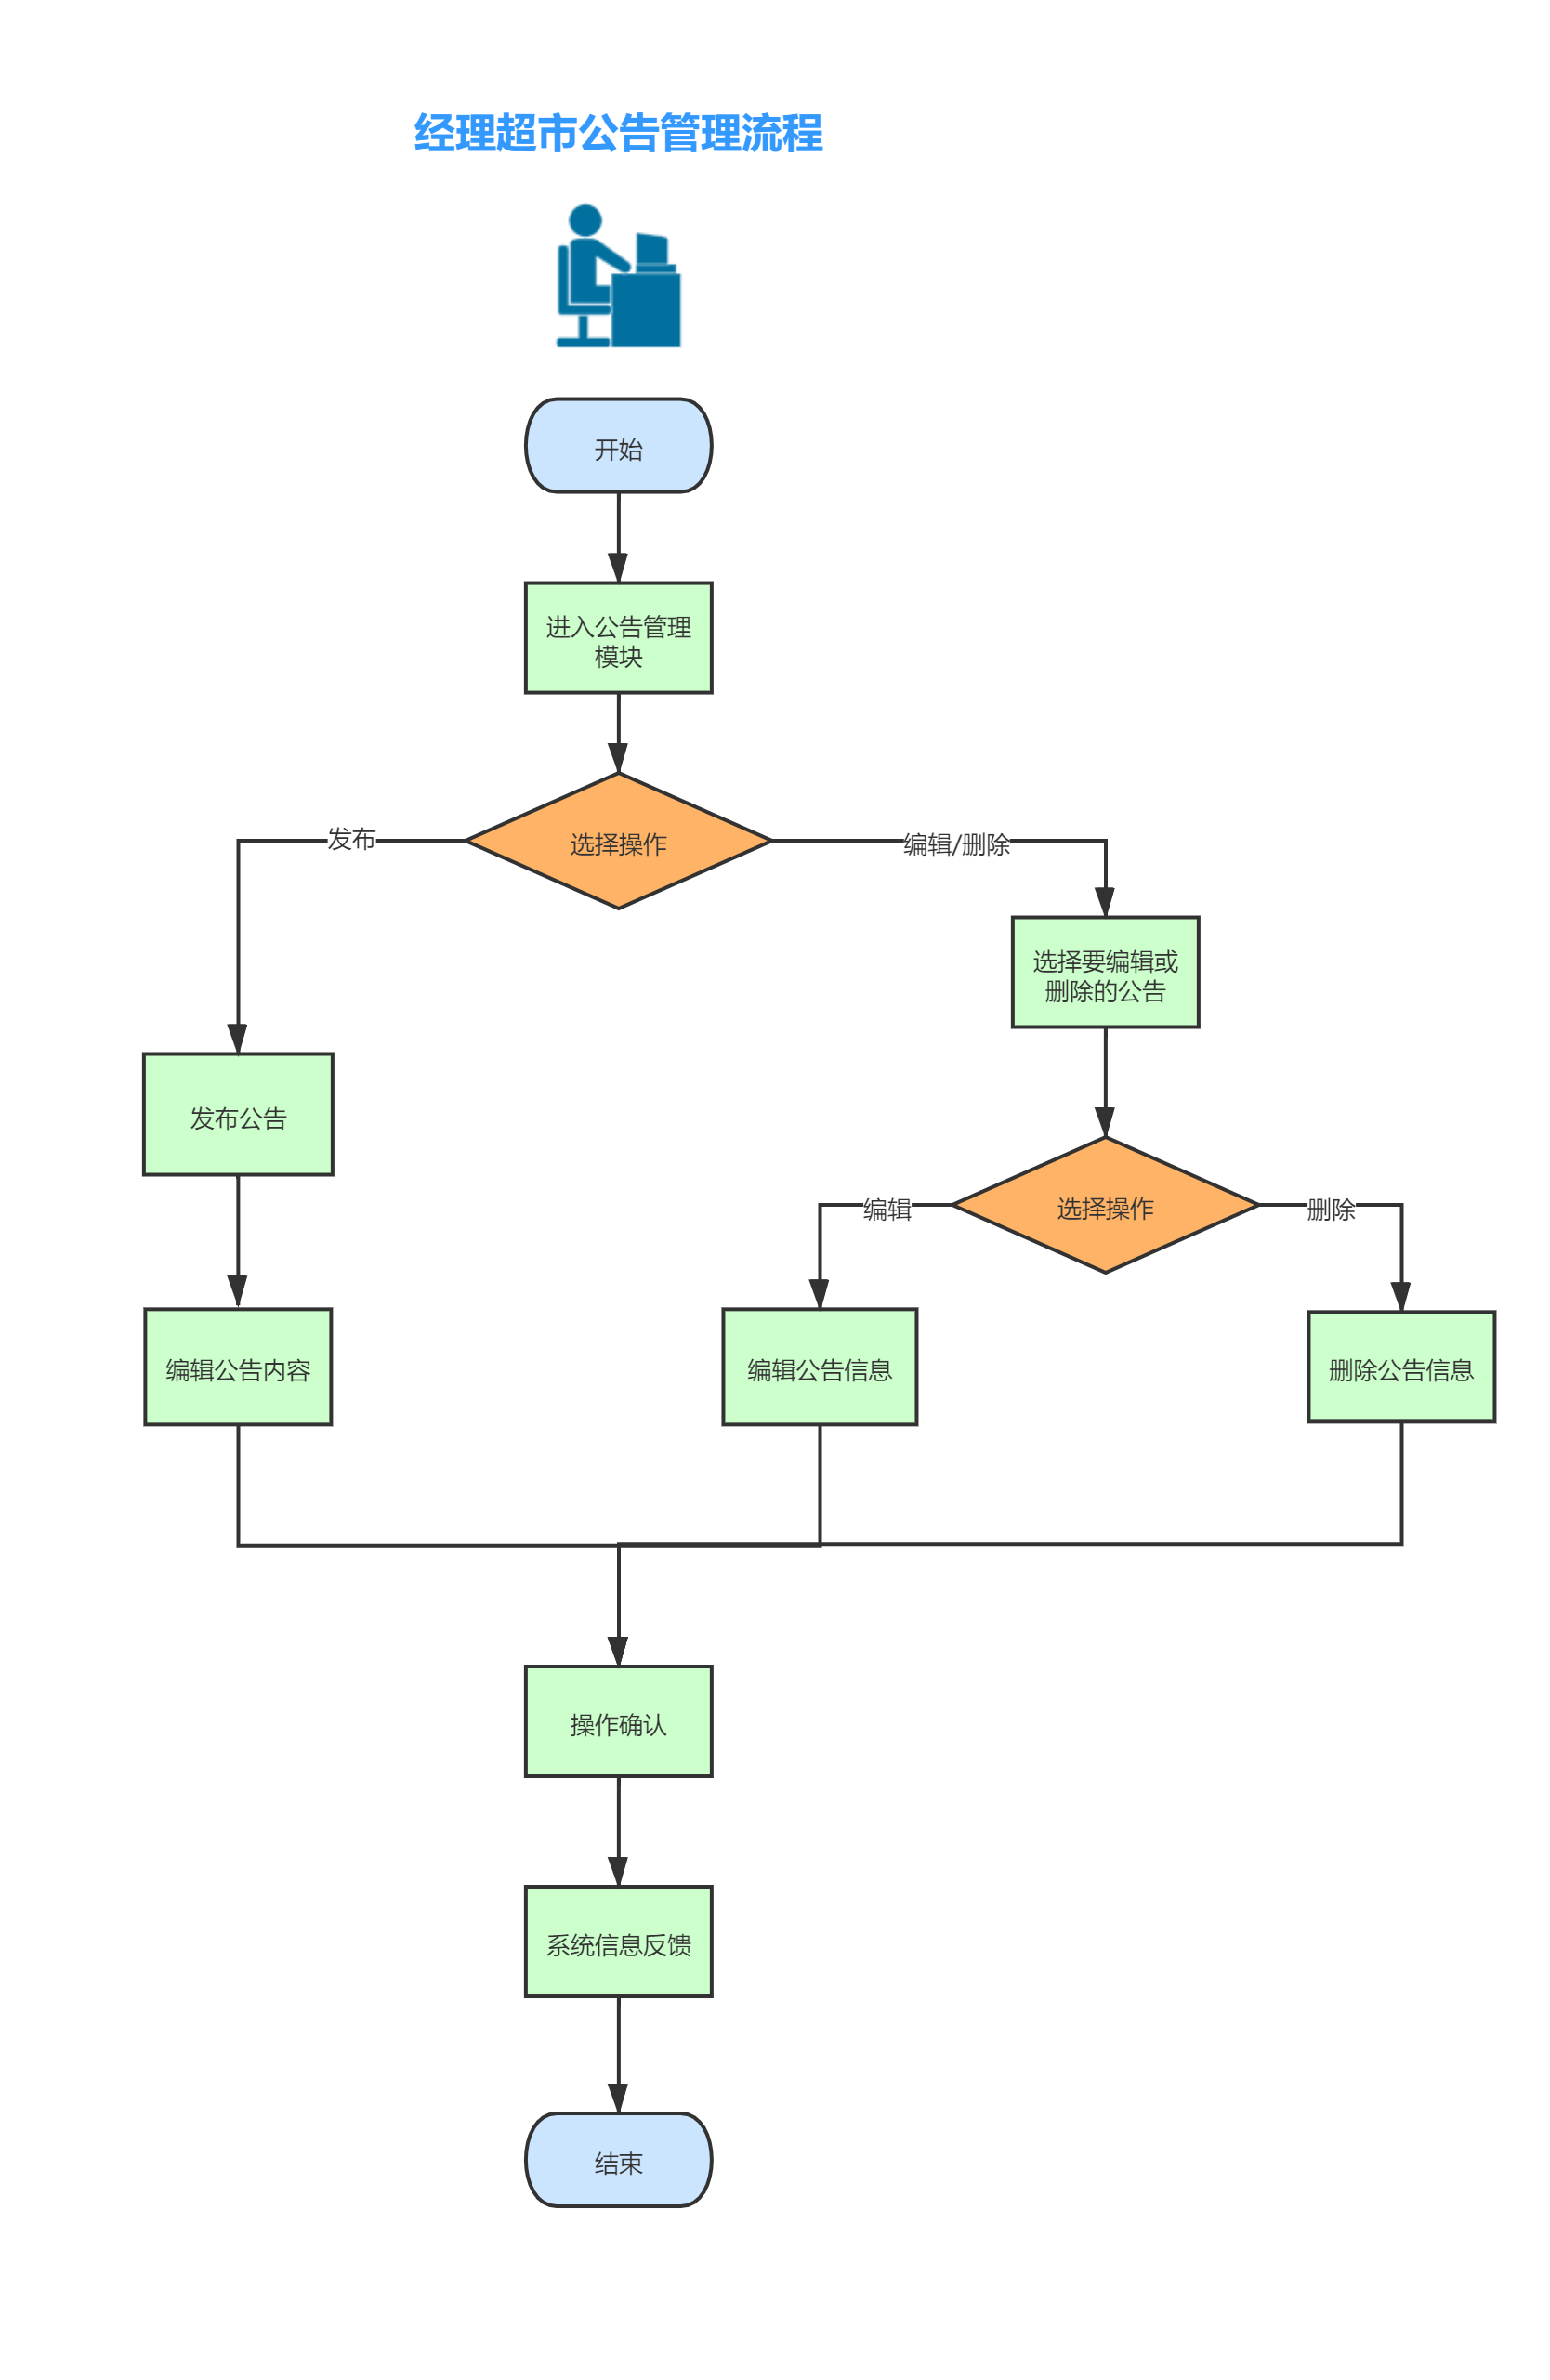 经理超市公告管理流程
开始
进入公告管理
模块
选择操作
发布
编辑/删除
选择要编辑或
删除的公告
发布公告
选择操作
编辑
删除
编辑公告内容
编辑公告信息
删除公告信息
操作确认
系统信息反馈
结束